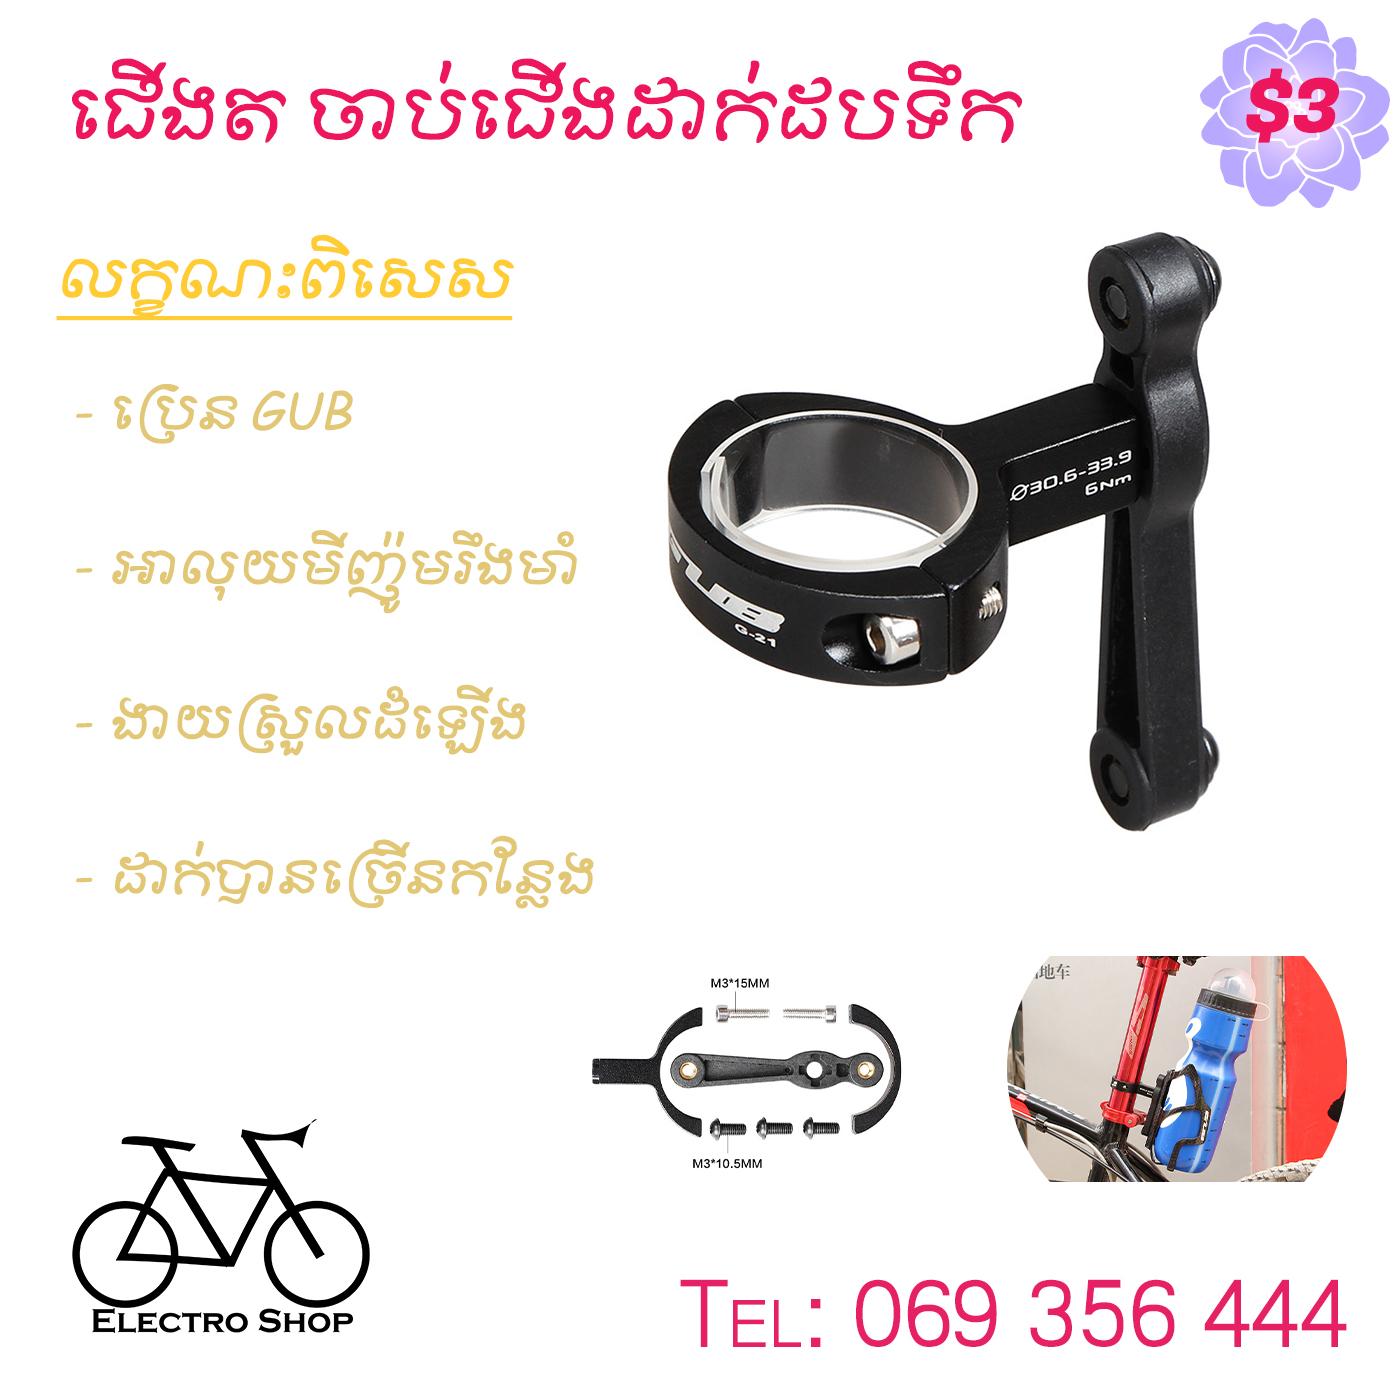 ជើងត ចាប់ជើងដាក់ដបទឹក
$3
លក្ខណៈពិសេស
- ប្រេន GUB
- អាលុយមីញ៉ូមរឹងមាំ
- ងាយស្រួលដំឡើង
- ដាក់បានច្រើនកន្លែង
Ø30.6-33.9
6Nm
GUB
G-21
M3*15MM
M3*10.5MM
地车
ELECTRO SHOP
TEL: 069 356 444